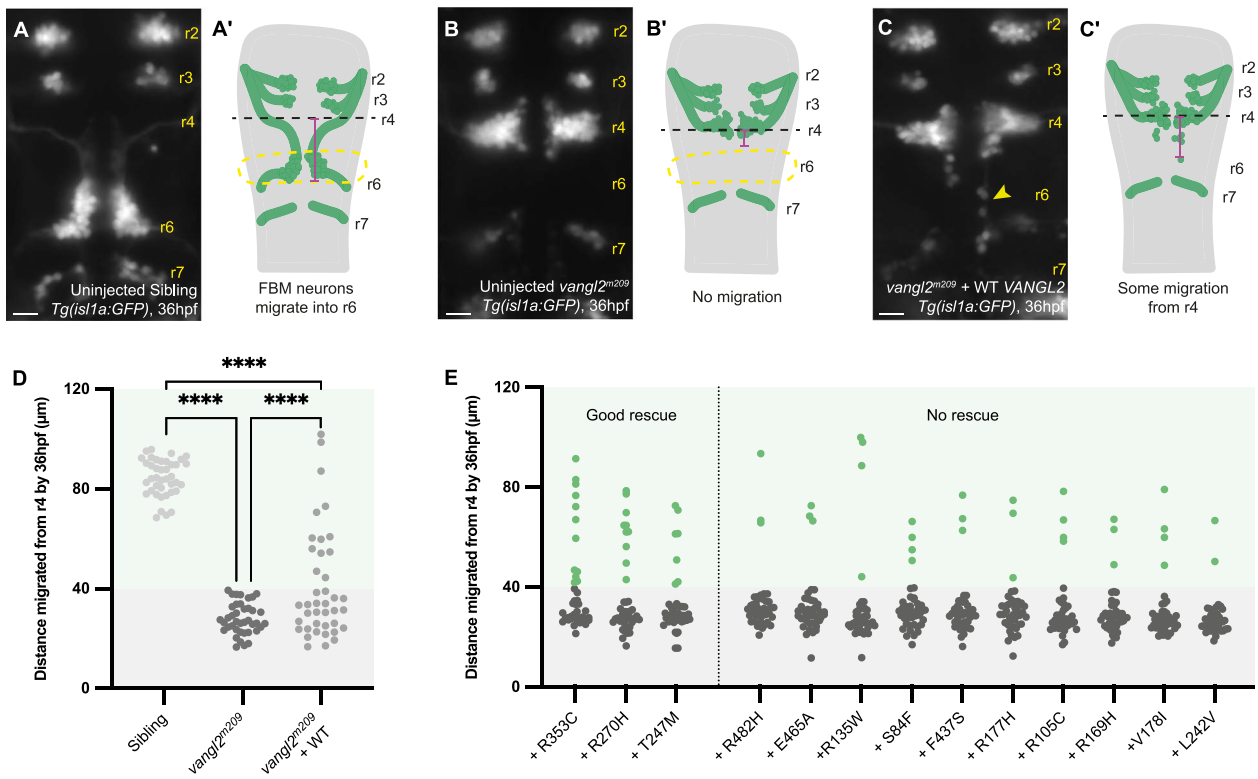 A
r2
r3
r4
r6
r7
Uninjected Sibling
Tg(isl1a:GFP), 36hpf
A'
r2
r3
r4
r6
r7
FBM neurons
migrate into r6
B
r2
r3
r4
r6
r7
Uninjected vangl2m209
Tg(isl1a:GFP), 36hpf
B'
r2
r3
r4
r6
r7
No migration
C
r2
r3
r4
r6
r7
vangl2m209 + WT VANGL2
Tg(isl1a:GFP), 36hpf
C'
r2
r3
r4
r6
r7
Some migration
from r4
D
Distance migrated from r4 by 36hpf (µm)
120
80
40
0
****
**** ****
Sibling
vangl2m209
vangl2m209
+ WT
E
Distance migrated from r4 by 36hpf (µm)
120
80
40
0
Good rescue
No rescue
+ R353C
+ R270H
+ T247M
+ R482H
+ E465A
+R135W
+ S84F
+ F437S
+ R177H
+ R105C
+ R169H
+V178I
+ L242V